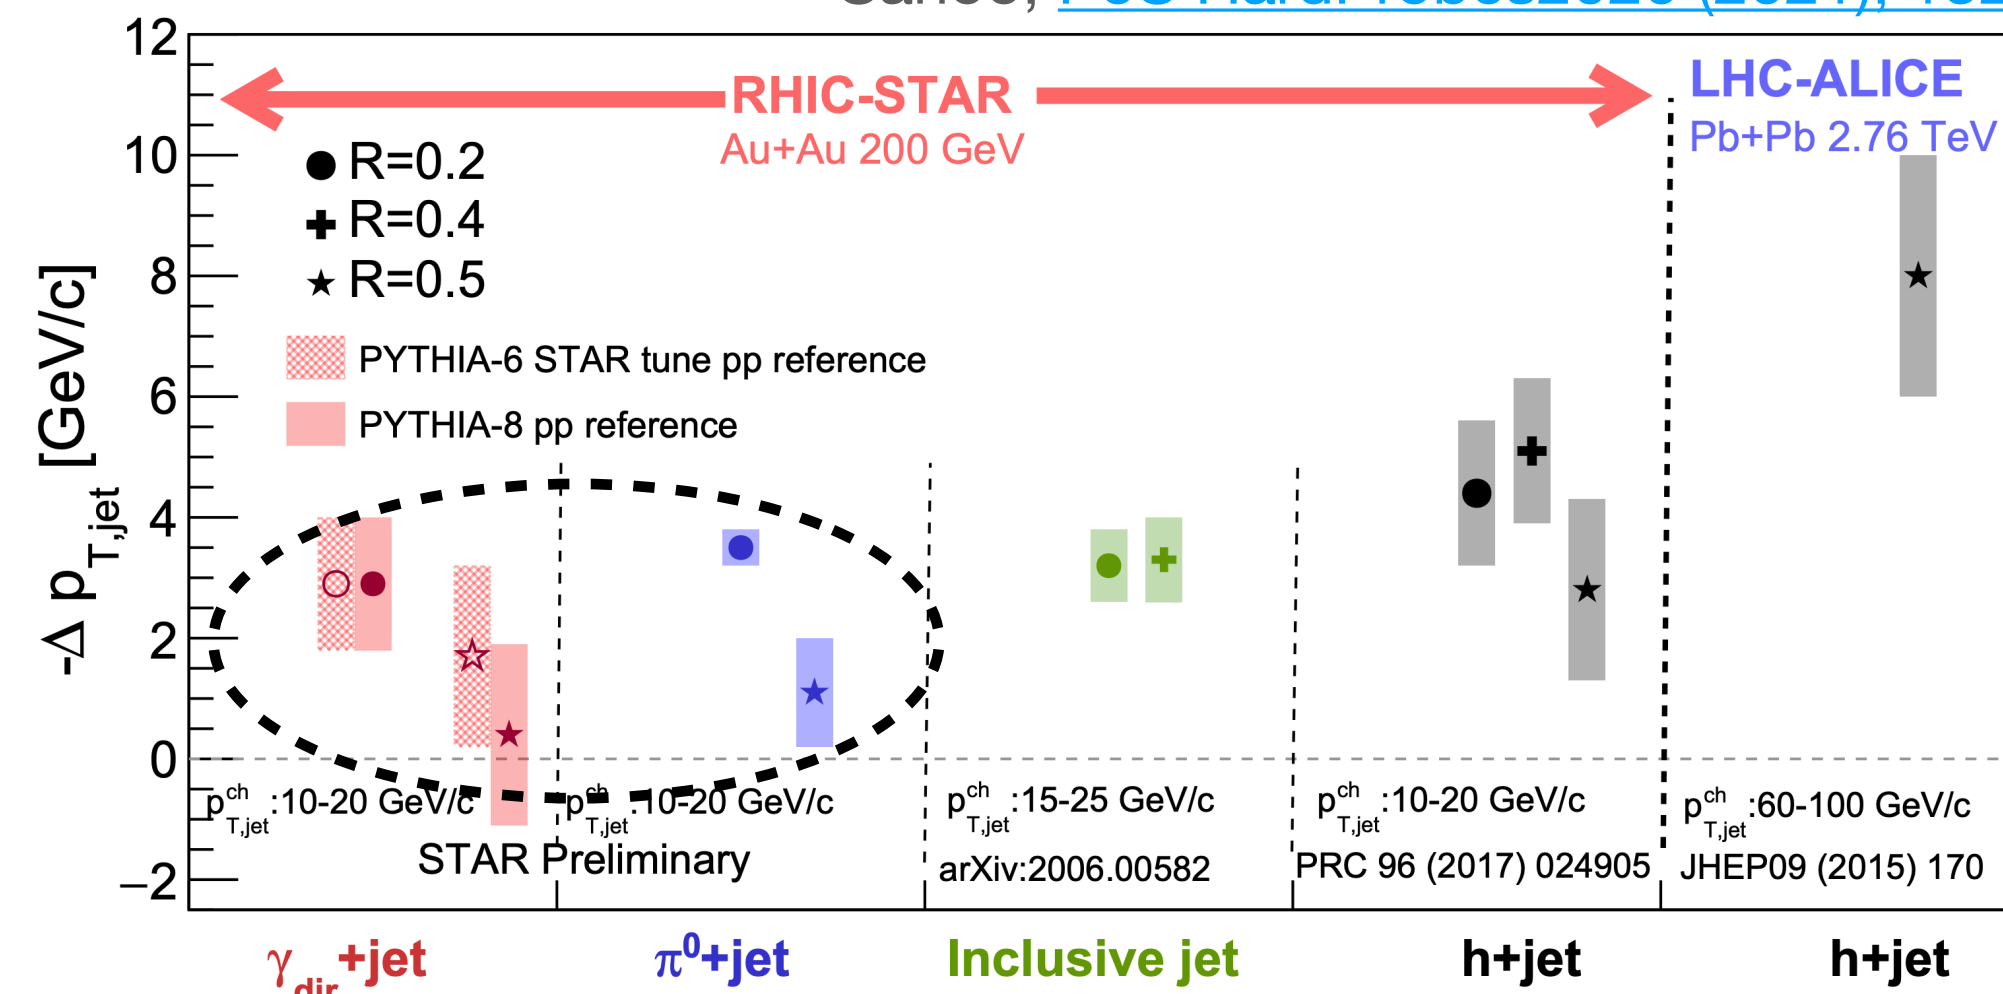 12
RHIC-STAR
Au+Au 200 GeV
LHC-ALICE
Pb+Pb 2.76 TeV
10
R=0.2
R=0.4
8
R=0.5
PYTHIA-6 STAR tune pp reference
6
PYTHIA-8 pp reference
-Δ p_T,jet [GeV/c]
4
2
0
p^ch_T,jet:10-20 GeV/c
p^ch_T,jet:10-20 GeV/c
p^ch_T,jet:15-25 GeV/c
p^ch_T,jet:10-20 GeV/c
p^ch_T,jet:60-100 GeV/c
STAR Preliminary
arXiv:2006.00582
PRC 96 (2017) 024905
JHEP09 (2015) 170
−2
γ_dir+jet
π⁰+jet
Inclusive jet
h+jet
h+jet